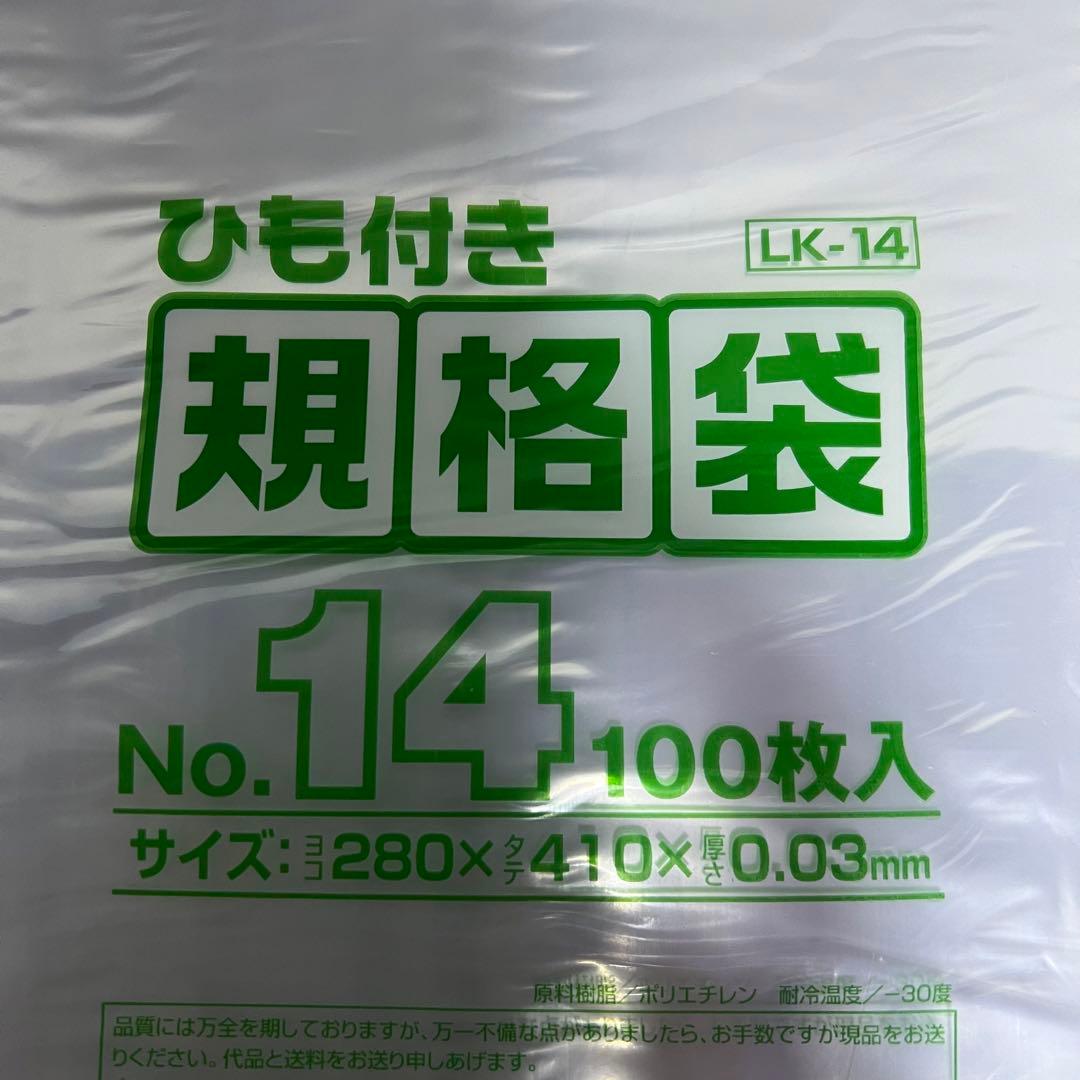 ひも付き
LK-14
規格袋
No.14 100枚入
サイズ:ヨコ280×タテ410×厚さ0.03mm
原料樹脂/ポリエチレン 耐冷温度/-30度
品質には万全を期しておりますが、万一不備な点がありましたら、お手数ですが現品をお送
りください。代品と送料をお送り申しあげます。